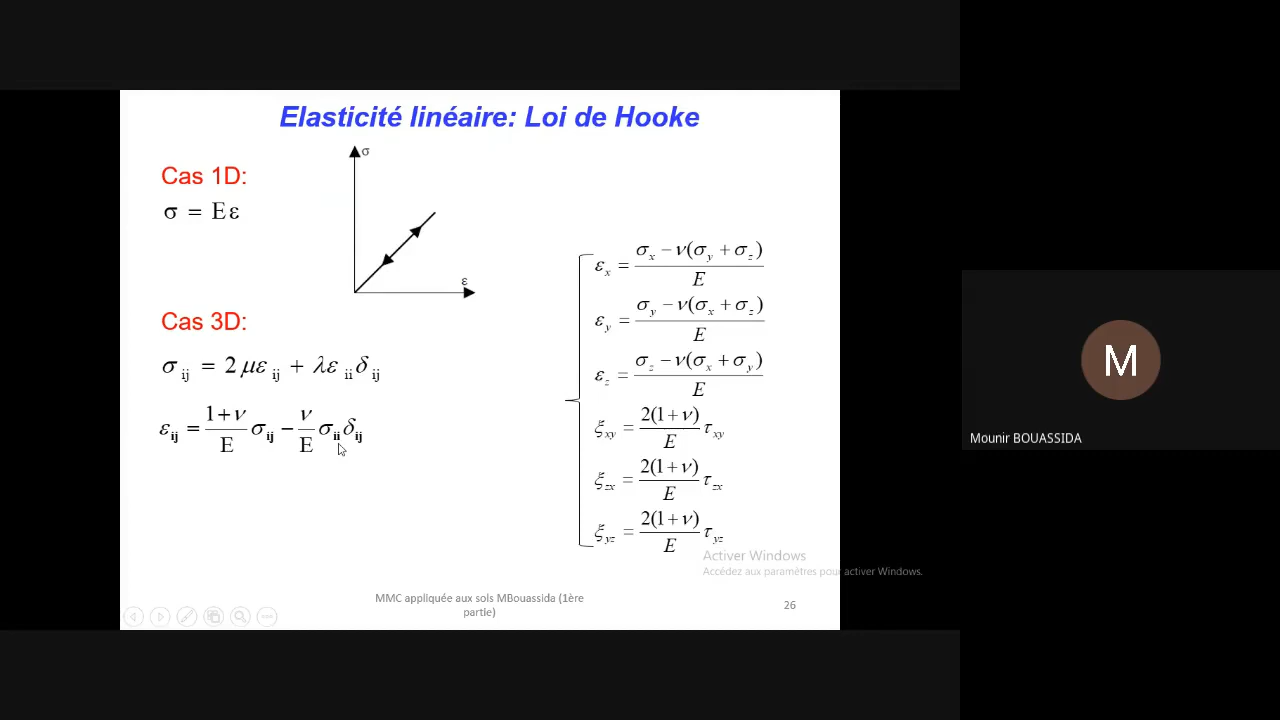 Elasticité linéaire: Loi de Hooke
Cas 1D:
σ = Eε
σ
ε
Cas 3D:
σ ij = 2 με ij + λε ii δ ij
ε ij = (1+ν)/E σ ij − ν/E σ ii δ ij
ε x = (σ x − ν(σ y + σ z))/E
ε y = (σ y − ν(σ x + σ z))/E
ε z = (σ z − ν(σ x + σ y))/E
ξ xy = 2(1+ν)/E τ xy
ξ zx = 2(1+ν)/E τ zx
ξ yz = 2(1+ν)/E τ yz
Activer Windows
Accédez aux paramètres pour activer Windows.
MMC appliquée aux sols MBouassida (1ère
partie)
26
M
Mounir BOUASSIDA